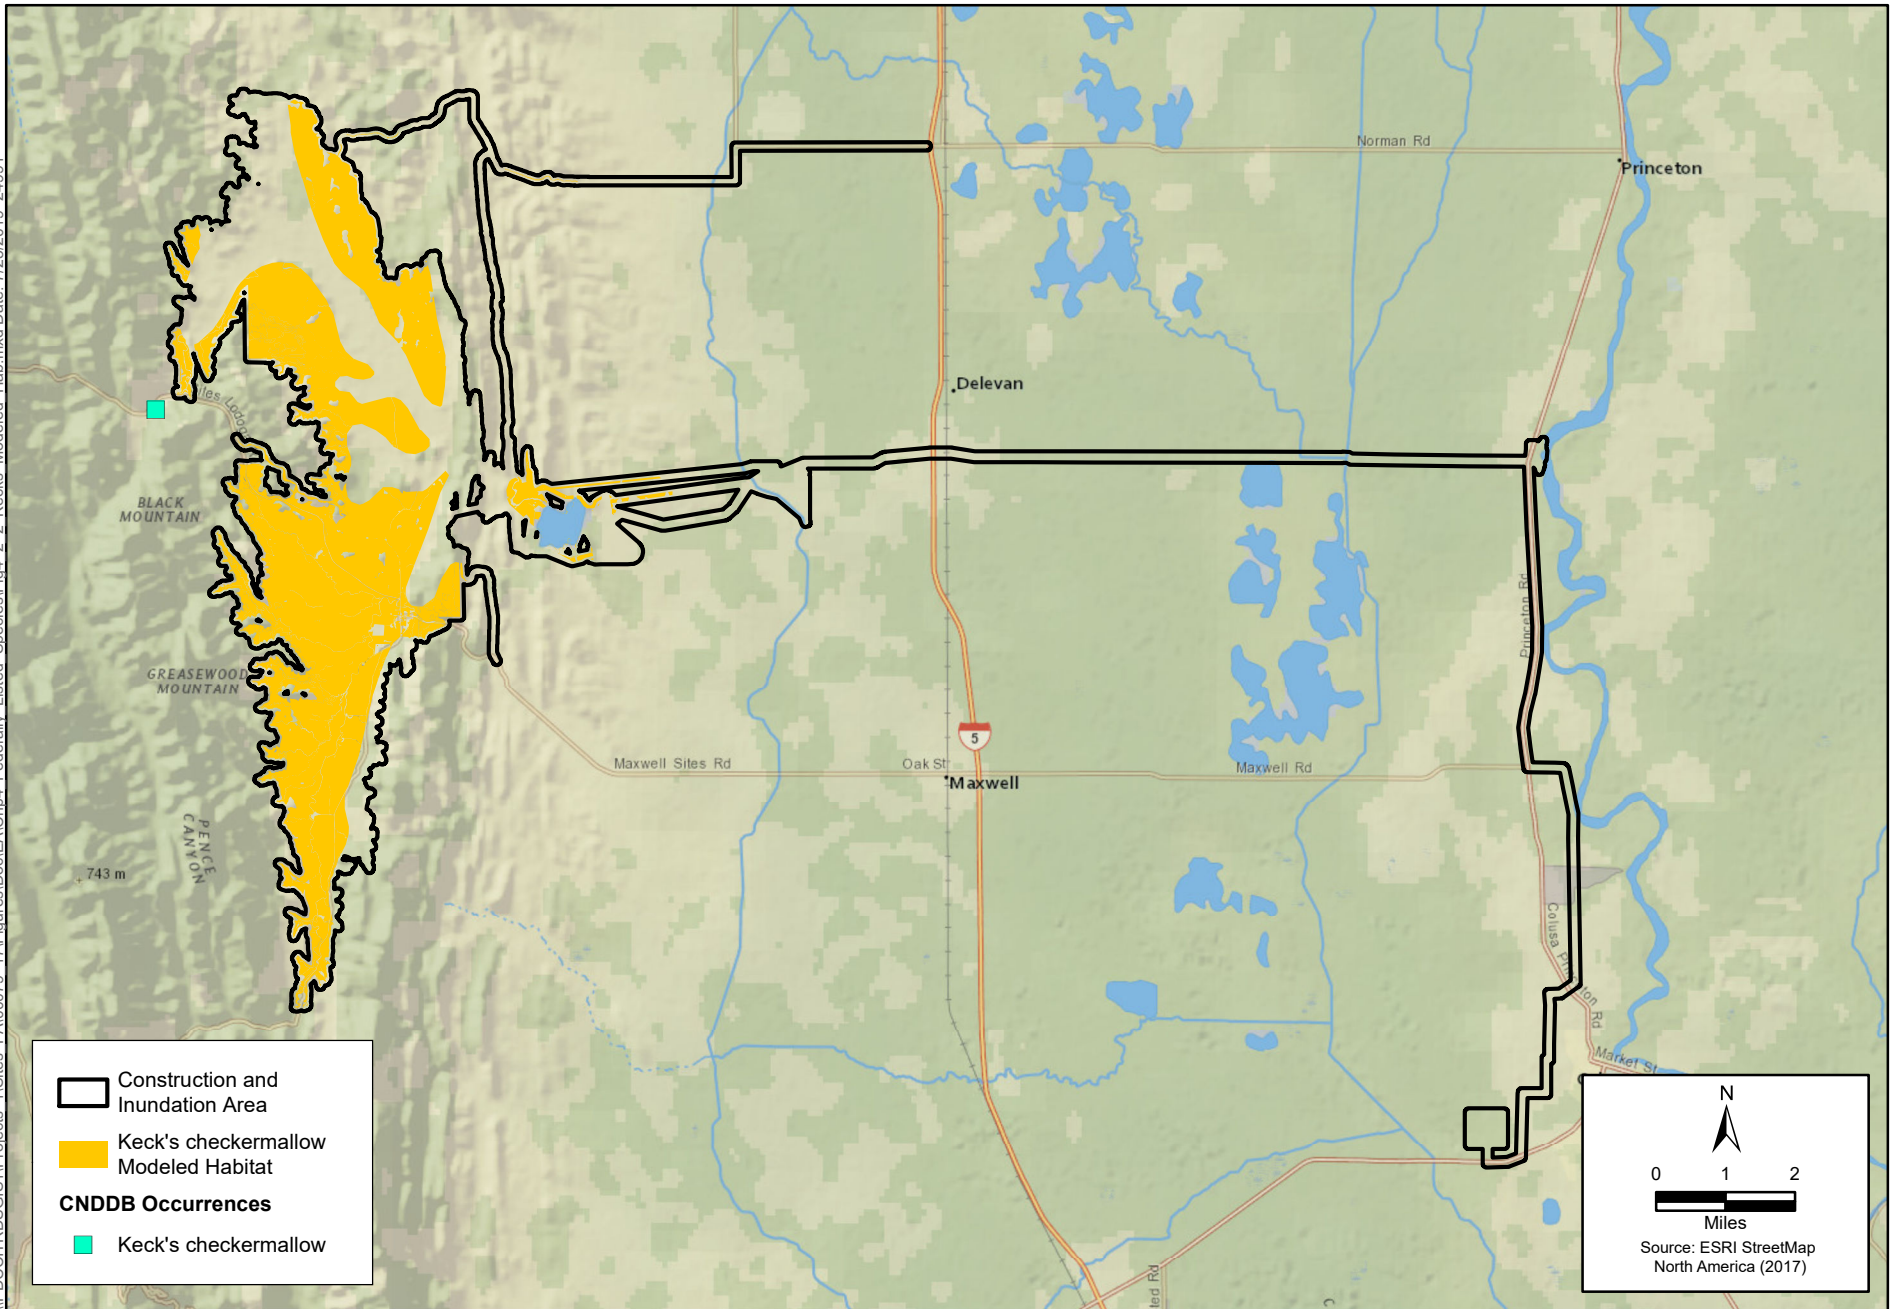 Norman Rd
Princeton
Delevan
BLACK
MOUNTAIN
GREASEWOOD
MOUNTAIN
Princeton Rd
5
Maxwell Sites Rd
Oak St
Maxwell Rd
Maxwell
PENCE
CANYON
743 m
Colusa Princeton Rd
Market St
Construction and
Inundation Area
Keck's checkermallow
Modeled Habitat
CNDDB Occurrences
Keck's checkermallow
N
0 1 2
Miles
Source: ESRI StreetMap
North America (2017)